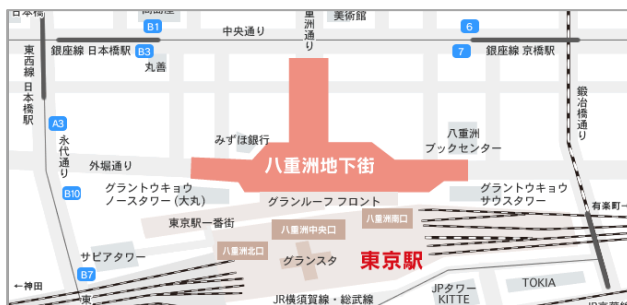 日本橋
B1
高島屋
八重洲通り
美術館
中央通り
6
銀座線 日本橋駅
B3
7
銀座線 京橋駅
丸善
東西線 日本橋駅
鍛冶橋通り
A3
永代通り
みずほ銀行
八重洲
ブックセンター
外堀通り
八重洲地下街
B10
グラントウキョウ
ノースタワー (大丸)
グランルーフ フロント
グラントウキョウ
サウスタワー
有楽町→
東京駅一番街
八重洲南口
八重洲中央口
八重洲北口
サピアタワー
グランスタ
東京駅
B7
←神田
JR横須賀線・総武線
JPタワー
KITTE
TOKIA